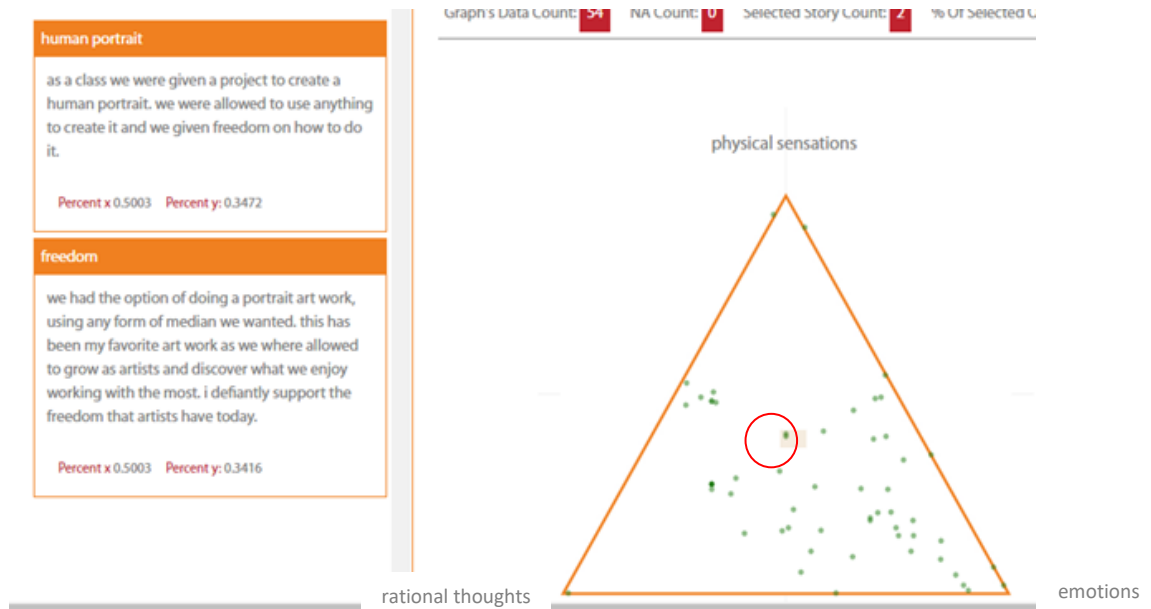 Graph's Data Count: 54 NA Count: 0 Selected Story Count: 2 % Of Selected
human portrait
as a class we were given a project to create a
human portrait. we were allowed to use anything
to create it and we given freedom on how to do
it.
Percent x 0.5003 Percent y: 0.3472
freedom
we had the option of doing a portrait art work,
using any form of median we wanted. this has
been my favorite art work as we where allowed
to grow as artists and discover what we enjoy
working with the most. i defiantly support the
freedom that artists have today.
Percent x 0.5003 Percent y: 0.3416
physical sensations
rational thoughts
emotions